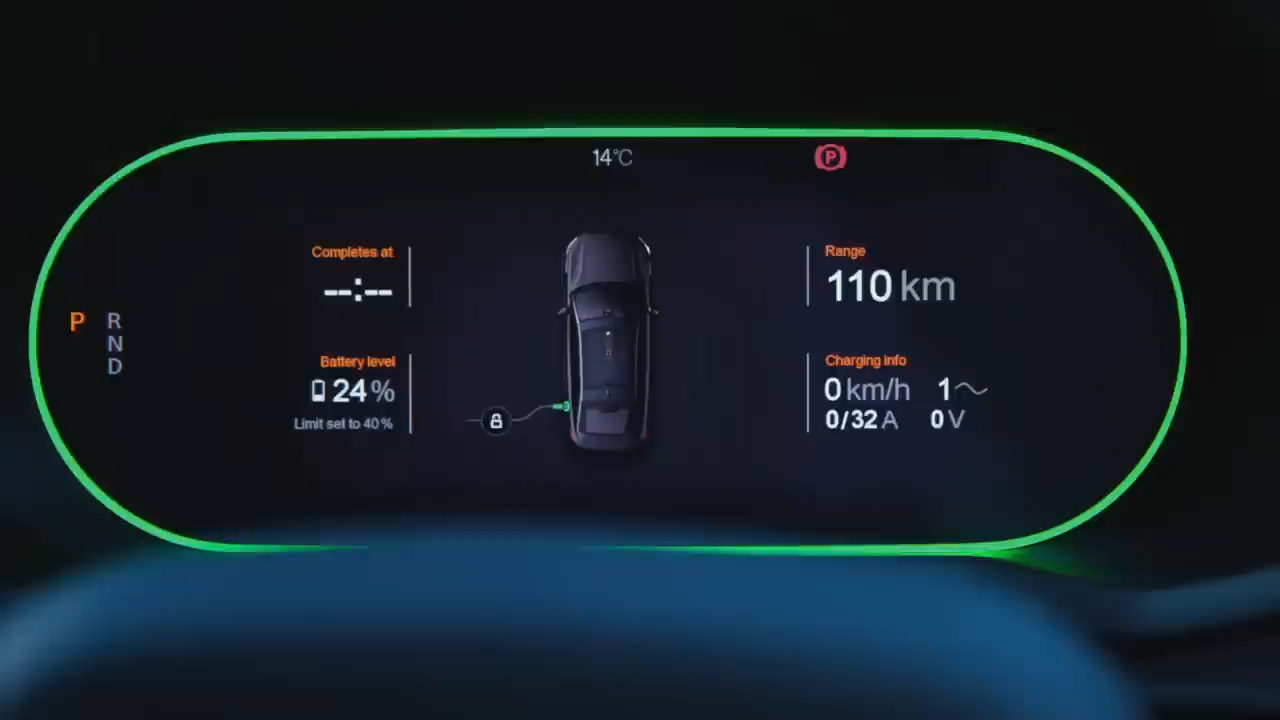 14°C
P
Completes at
--:--
Range
110 km
P
R
N
D
Battery level
24 %
Limit set to 40 %
Charging info
0 km/h 1
0/32 A 0 V